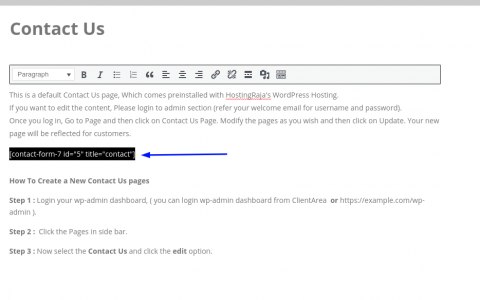 Contact Us
Paragraph
This is a default Contact Us page, Which comes preinstalled with HostingRaja's WordPress Hosting.
If you want to edit the content, Please login to admin section (refer your welcome email for username and password).
Once you log in, Go to Page and then click on Contact Us Page. Modify the pages as you wish and then click on Update. Your new
page will be reflected for customers.
[contact-form-7 id="5" title="contact"]
How To Create a New Contact Us pages
Step 1 : Login your wp-admin dashboard, ( you can login wp-admin dashboard from ClientArea or https://example.com/wp-
admin ).
Step 2 : Click the Pages in side bar.
Step 3 : Now select the Contact Us and click the edit option.